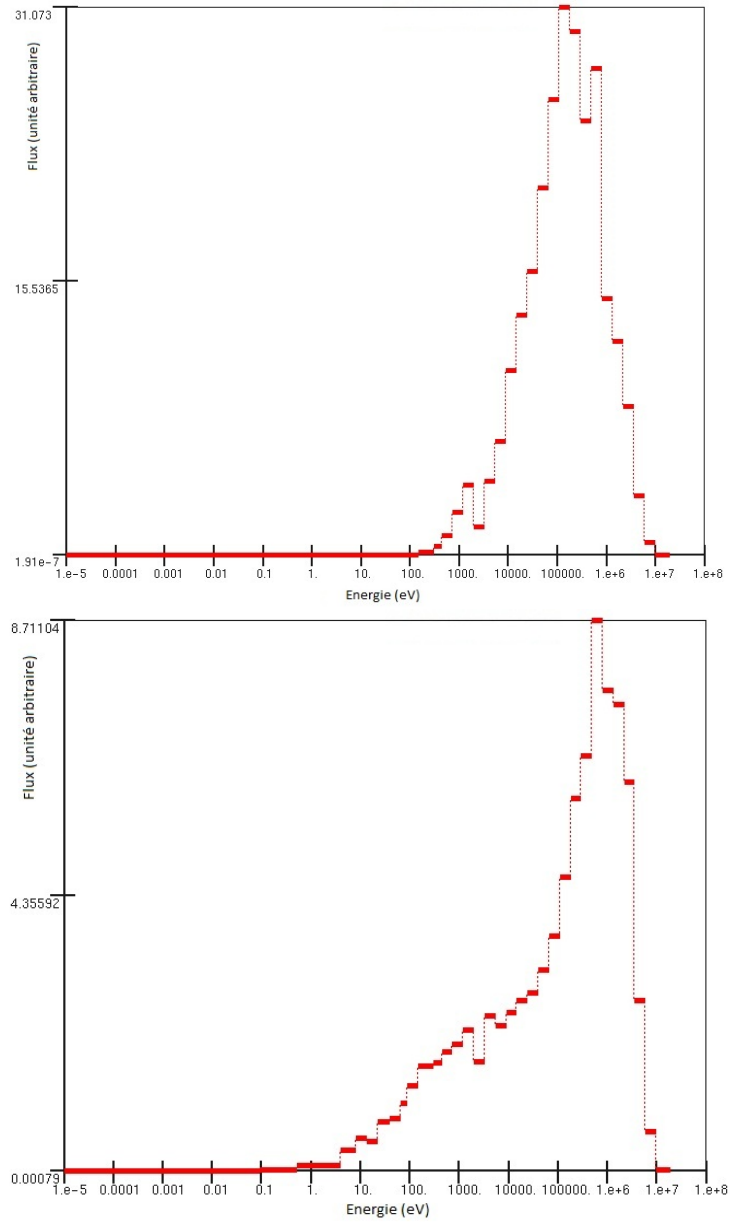 31.073
Flux (unité arbitraire)
15.5365
1.91e-7
1.e-5 0.0001 0.001 0.01 0.1 1. 10. 100. 1000. 10000. 100000. 1.e+6 1.e+7 1.e+8
Energie (eV)
8.71104
Flux (unité arbitraire)
4.35592
0.00079
1.e-5 0.0001 0.001 0.01 0.1 1. 10. 100. 1000. 10000. 100000. 1.e+6 1.e+7 1.e+8
Energie (eV)